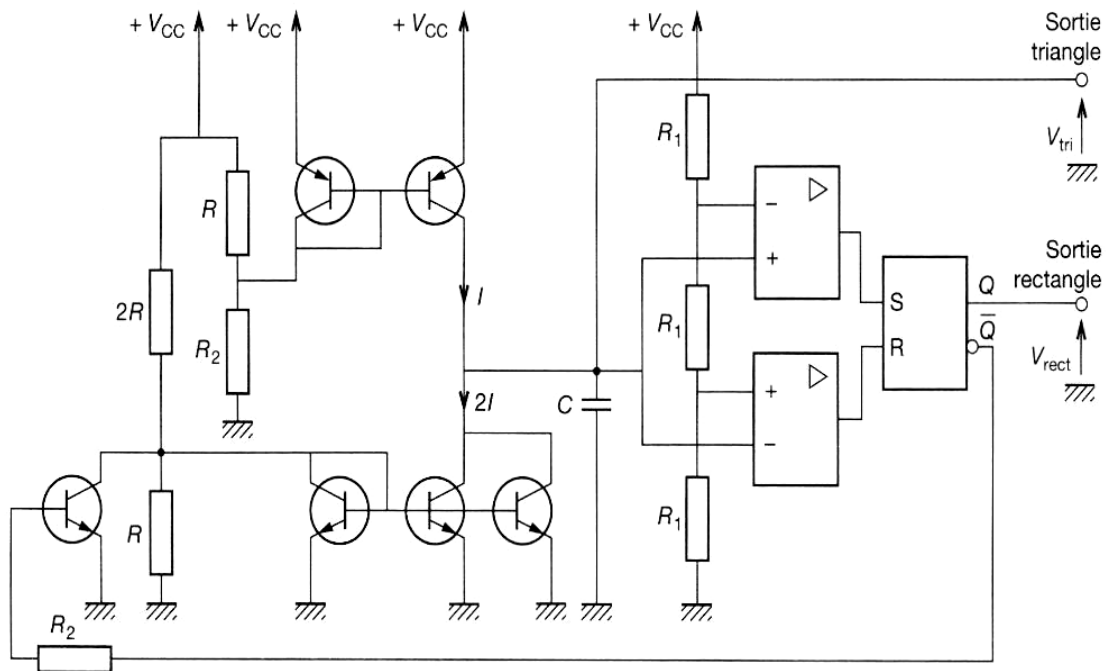 + V_CC
+ V_CC
+ V_CC
+ V_CC
Sortie
triangle
V_tri
R_1
R
2R
R_2
I
2I
C
−
+
R_1
+
−
S
R
Q
Q̅
Sortie
rectangle
V_rect
R
R_1
R_2